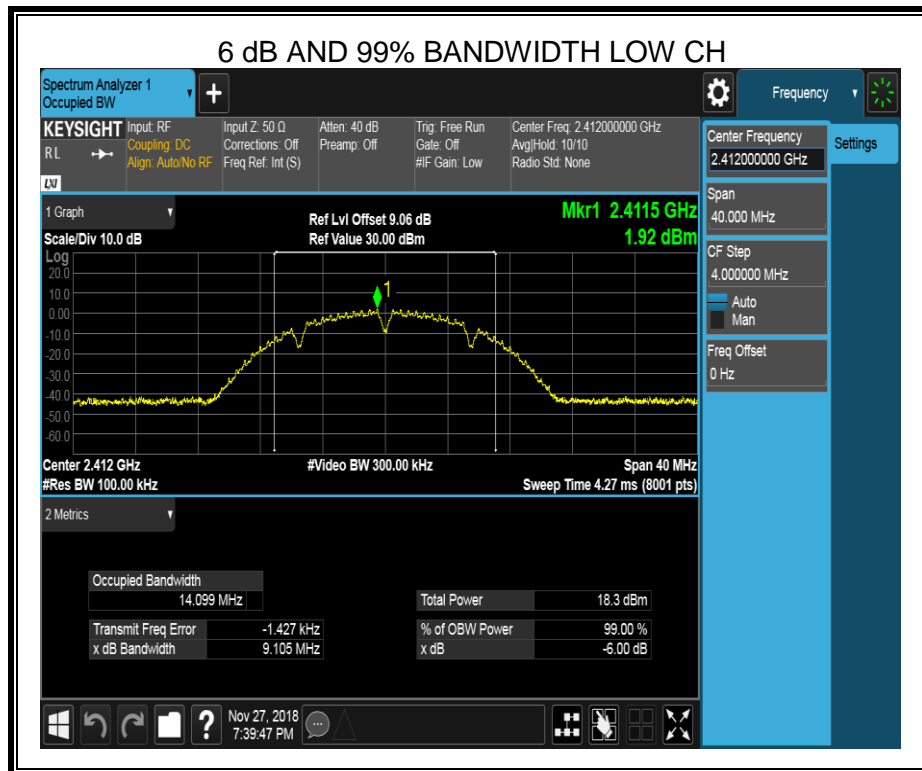 6 dB AND 99% BANDWIDTH LOW CH
Spectrum Analyzer 1
Occupied BW
+
Frequency
KEYSIGHT
RL
LXI
Input: RF
Coupling: DC
Align: Auto/No RF
Input Z: 50 Ω
Corrections: Off
Freq Ref: Int (S)
Atten: 40 dB
Preamp: Off
Trig: Free Run
Gate: Off
#IF Gain: Low
Center Freq: 2.412000000 GHz
Avg|Hold: 10/10
Radio Std: None
Center Frequency
2.412000000 GHz
Settings
Span
40.000 MHz
CF Step
4.000000 MHz
Auto
Man
Freq Offset
0 Hz
1 Graph
Scale/Div 10.0 dB
Ref Lvl Offset 9.06 dB
Ref Value 30.00 dBm
Mkr1 2.4115 GHz
1.92 dBm
Log
20.0
10.0
0.00
-10.0
-20.0
-30.0
-40.0
-50.0
-60.0
1
Center 2.412 GHz
#Res BW 100.00 kHz
#Video BW 300.00 kHz
Span 40 MHz
Sweep Time 4.27 ms (8001 pts)
2 Metrics
Occupied Bandwidth
14.099 MHz
Total Power 18.3 dBm
Transmit Freq Error -1.427 kHz
% of OBW Power 99.00 %
x dB Bandwidth 9.105 MHz
x dB -6.00 dB
?
Nov 27, 2018
7:39:47 PM